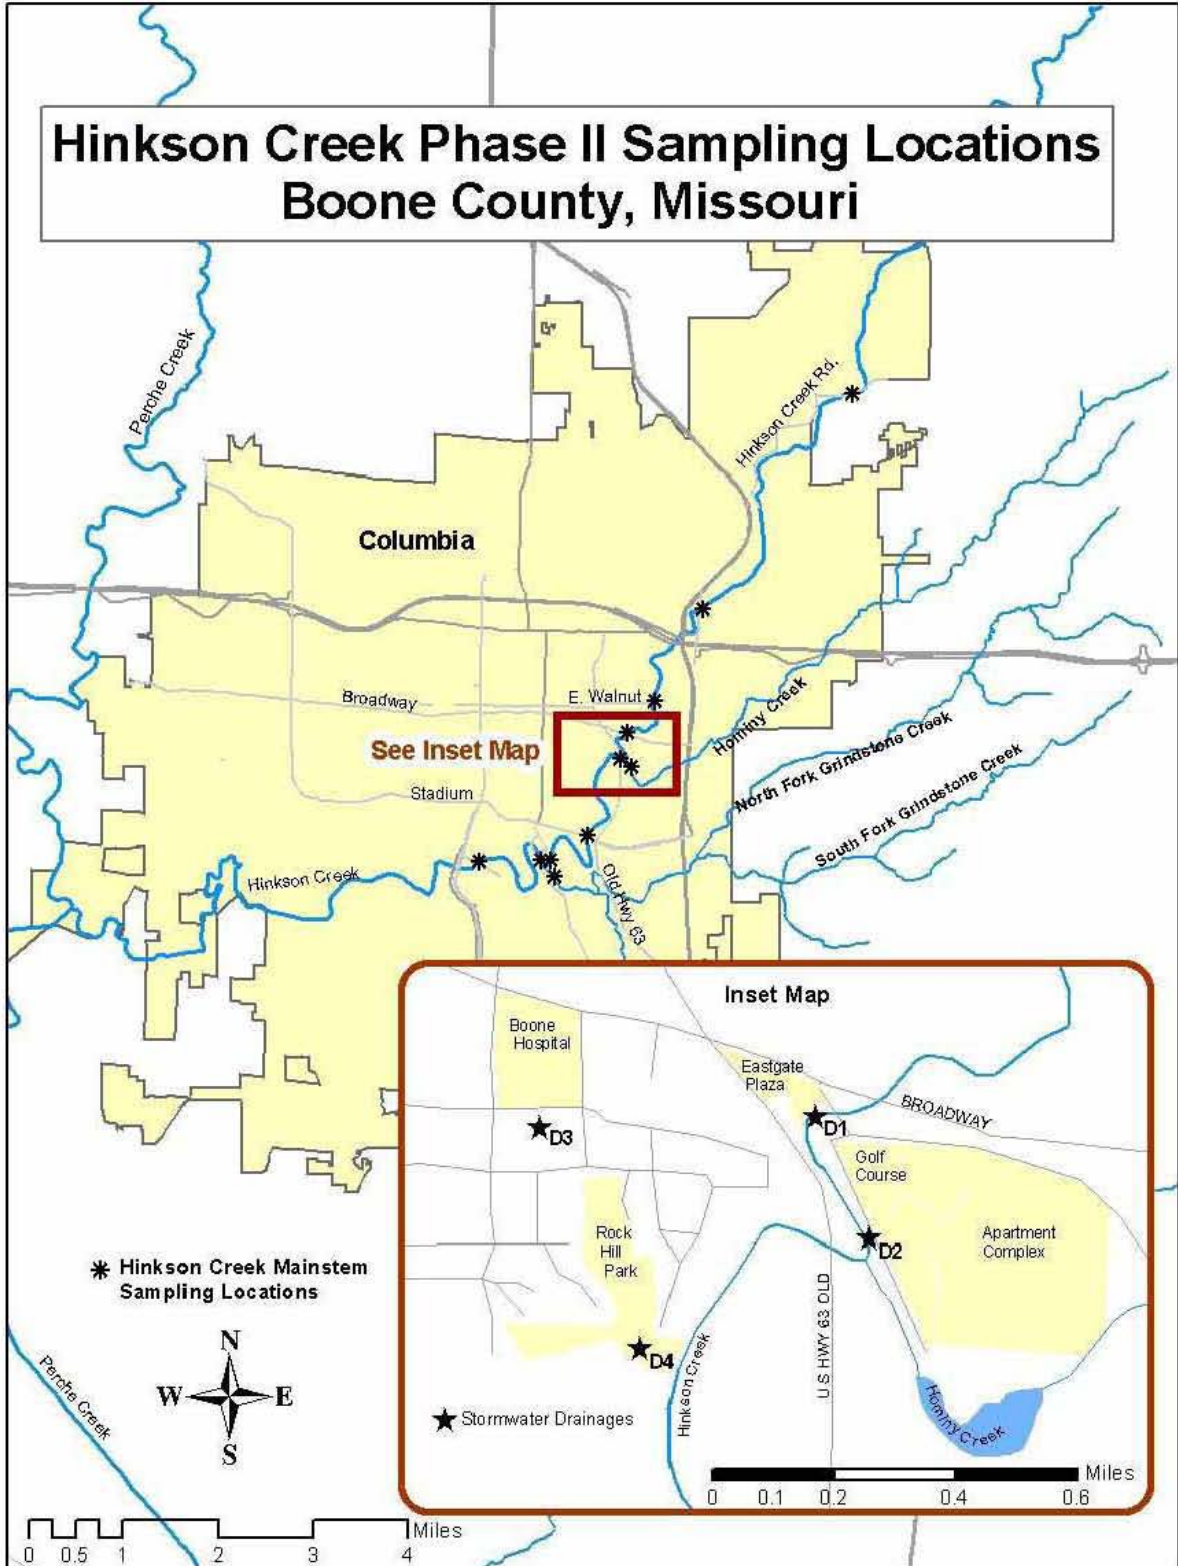 Hinkson Creek Phase II Sampling Locations
Boone County, Missouri
Perche Creek
Hinkson Creek Rd.
Columbia
Broadway
E. Walnut
See Inset Map
Hominy Creek
North Fork Grindstone Creek
South Fork Grindstone Creek
Stadium
Hinkson Creek
Old Hwy 63
Inset Map
Boone
Hospital
Eastgate
Plaza
BROADWAY
D1
D3
Golf
Course
Rock
Hill
Park
Apartment
Complex
D2
U S HWY 63 OLD
D4
Hinkson Creek
Hominy Creek
Stormwater Drainages
Miles
0 0.1 0.2 0.4 0.6
Hinkson Creek Mainstem
Sampling Locations
N
W E
S
Perche Creek
Miles
0 0.5 1 2 3 4